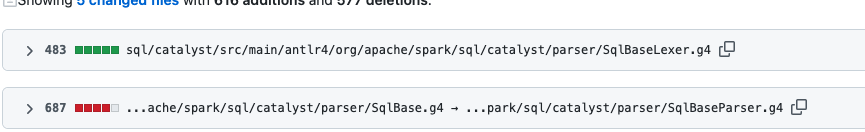 Showing 5 changed files with 616 additions and 577 deletions.
483 sql/catalyst/src/main/antlr4/org/apache/spark/sql/catalyst/parser/SqlBaseLexer.g4
687 ...ache/spark/sql/catalyst/parser/SqlBase.g4 → ...park/sql/catalyst/parser/SqlBaseParser.g4